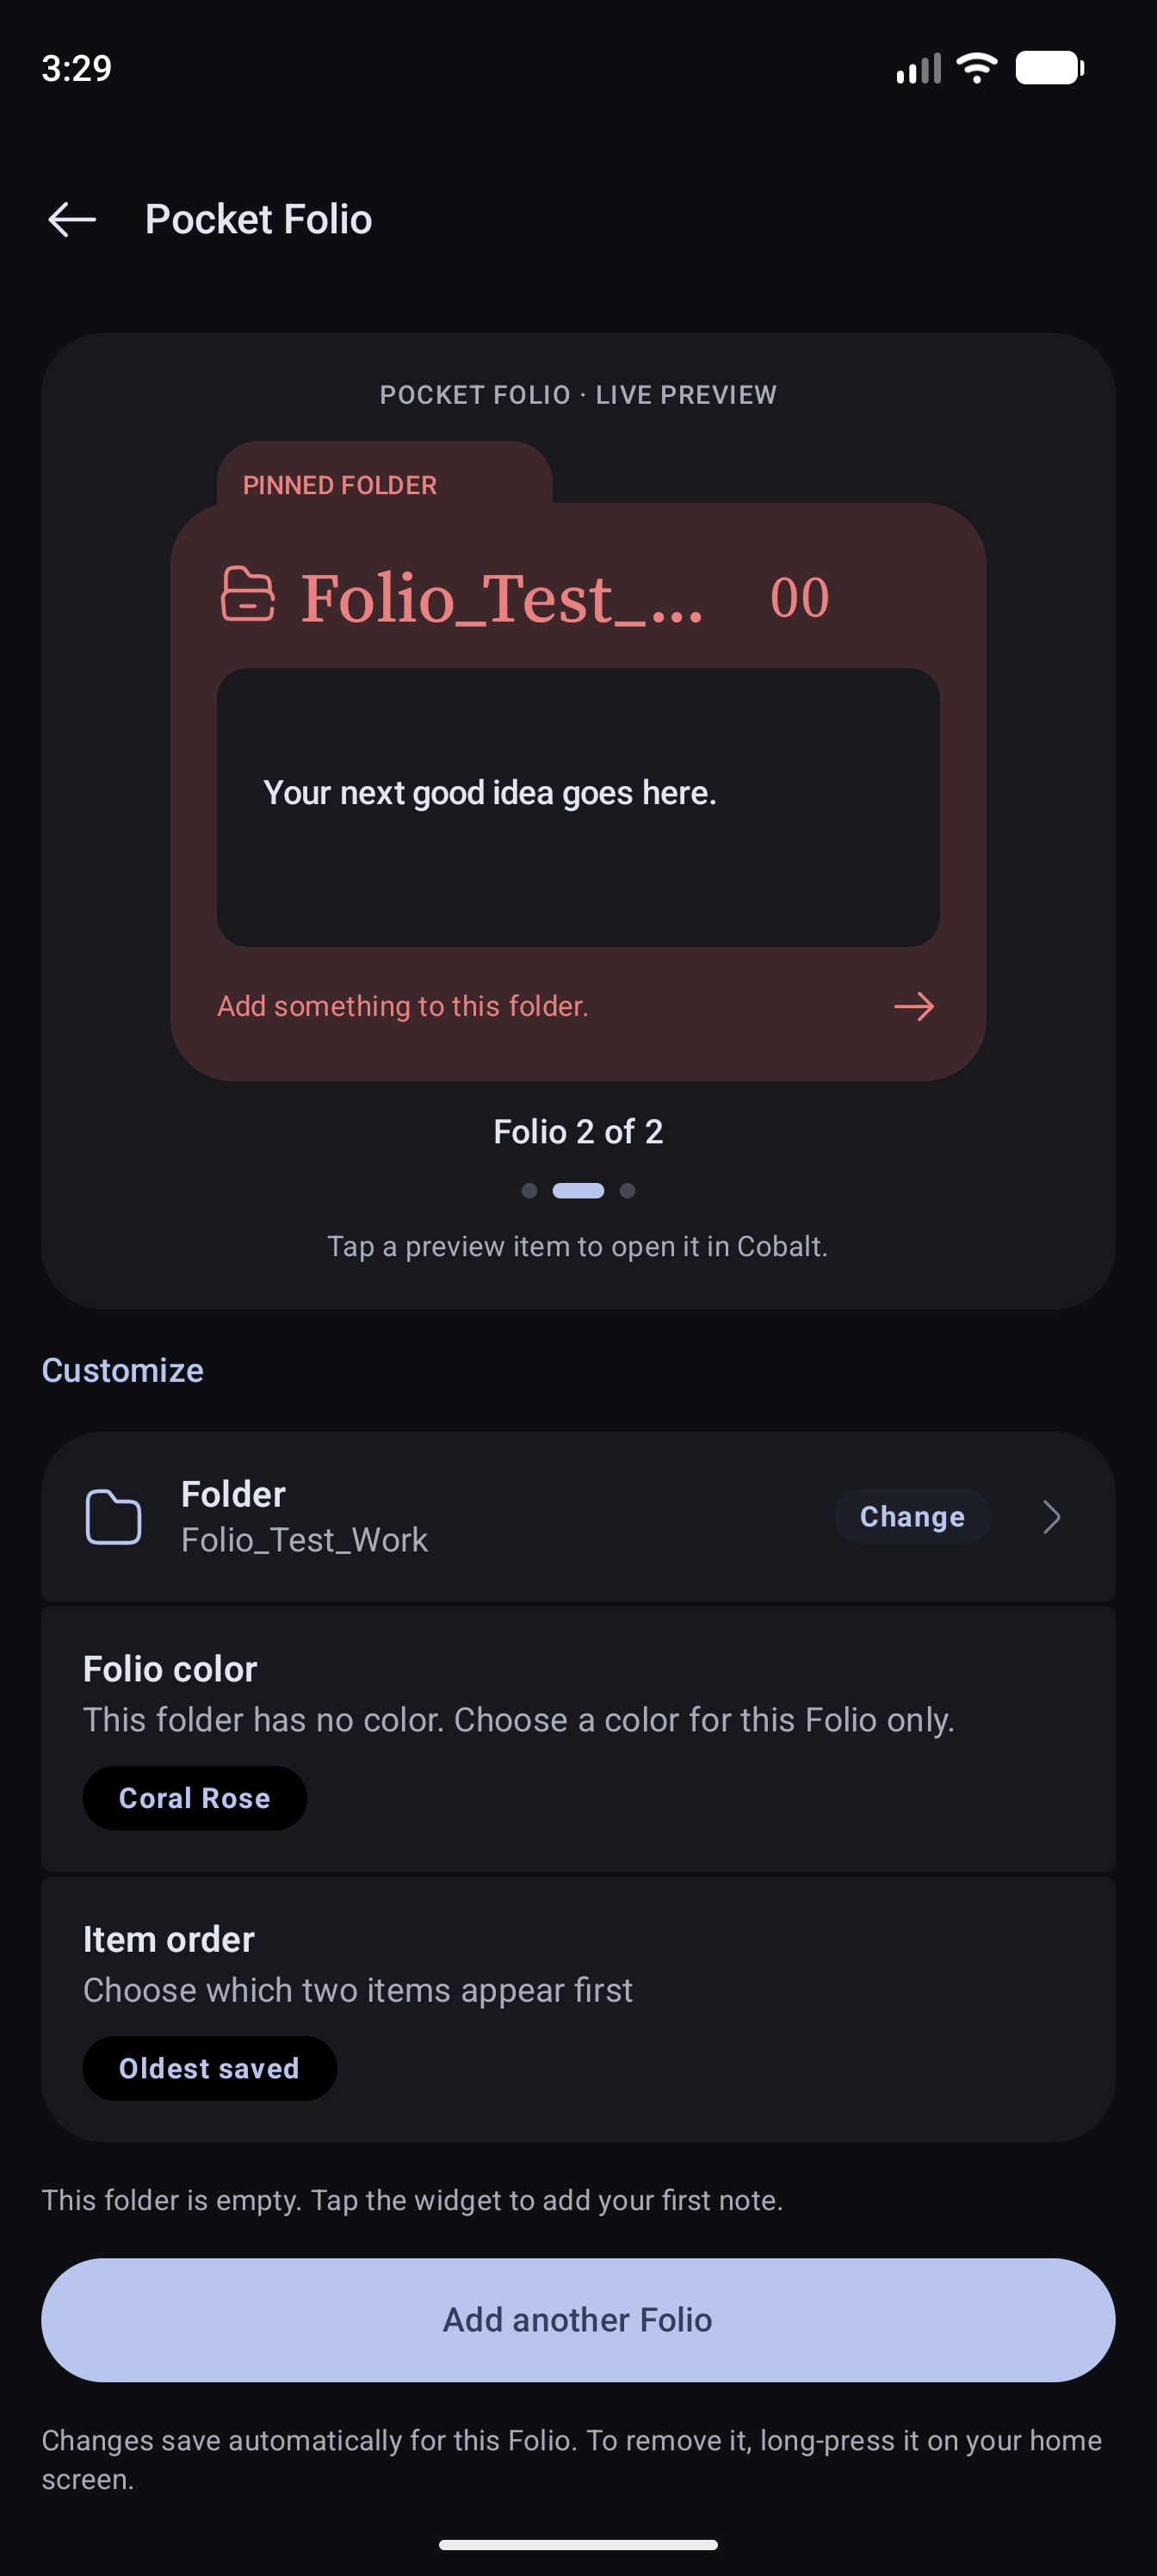 3:29
Pocket Folio
POCKET FOLIO · LIVE PREVIEW
PINNED FOLDER
Folio_Test_... 00
Your next good idea goes here.
Add something to this folder.
Folio 2 of 2
Tap a preview item to open it in Cobalt.
Customize
Folder
Folio_Test_Work
Change
Folio color
This folder has no color. Choose a color for this Folio only.
Coral Rose
Item order
Choose which two items appear first
Oldest saved
This folder is empty. Tap the widget to add your first note.
Add another Folio
Changes save automatically for this Folio. To remove it, long-press it on your home
screen.